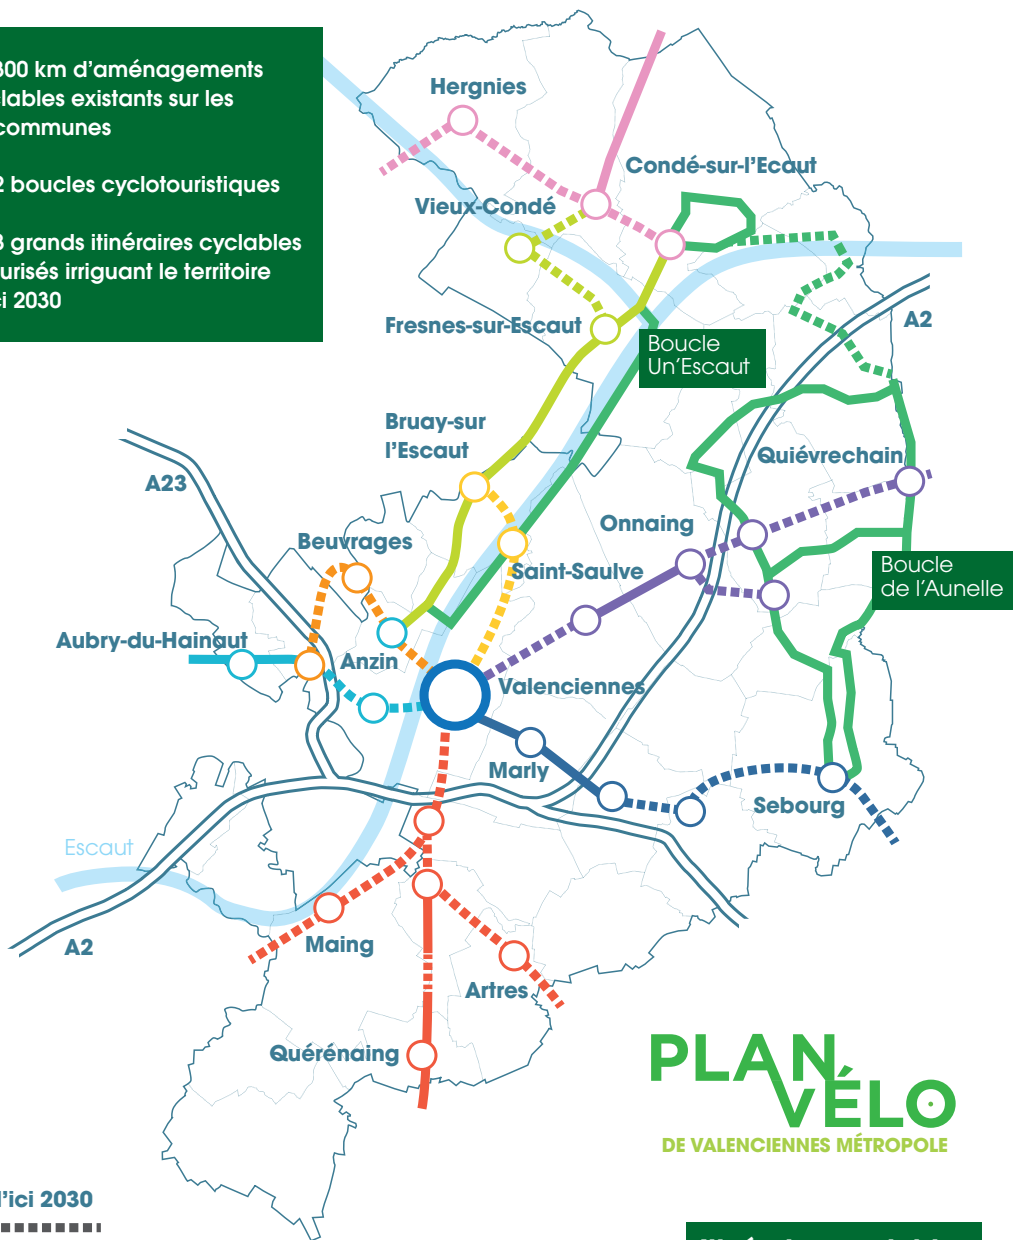 300 km d'aménagements
clables existants sur les
communes
2 boucles cyclotouristiques
3 grands itinéraires cyclables
urisés irriguant le territoire
ci 2030
Hergnies
Condé-sur-l'Ecaut
Vieux-Condé
A2
Fresnes-sur-Escaut
Boucle
Un'Escaut
Bruay-sur
l'Escaut
Quiévrechain
A23
Onnaing
Beuvrages
Saint-Saulve
Boucle
de l'Aunelle
Aubry-du-Hainaut
Anzin
Valenciennes
Marly
Sebourg
Escaut
A2
Maing
Artres
Quérénaing
PLAN
VÉLO
DE VALENCIENNES MÉTROPOLE
l'ici 2030